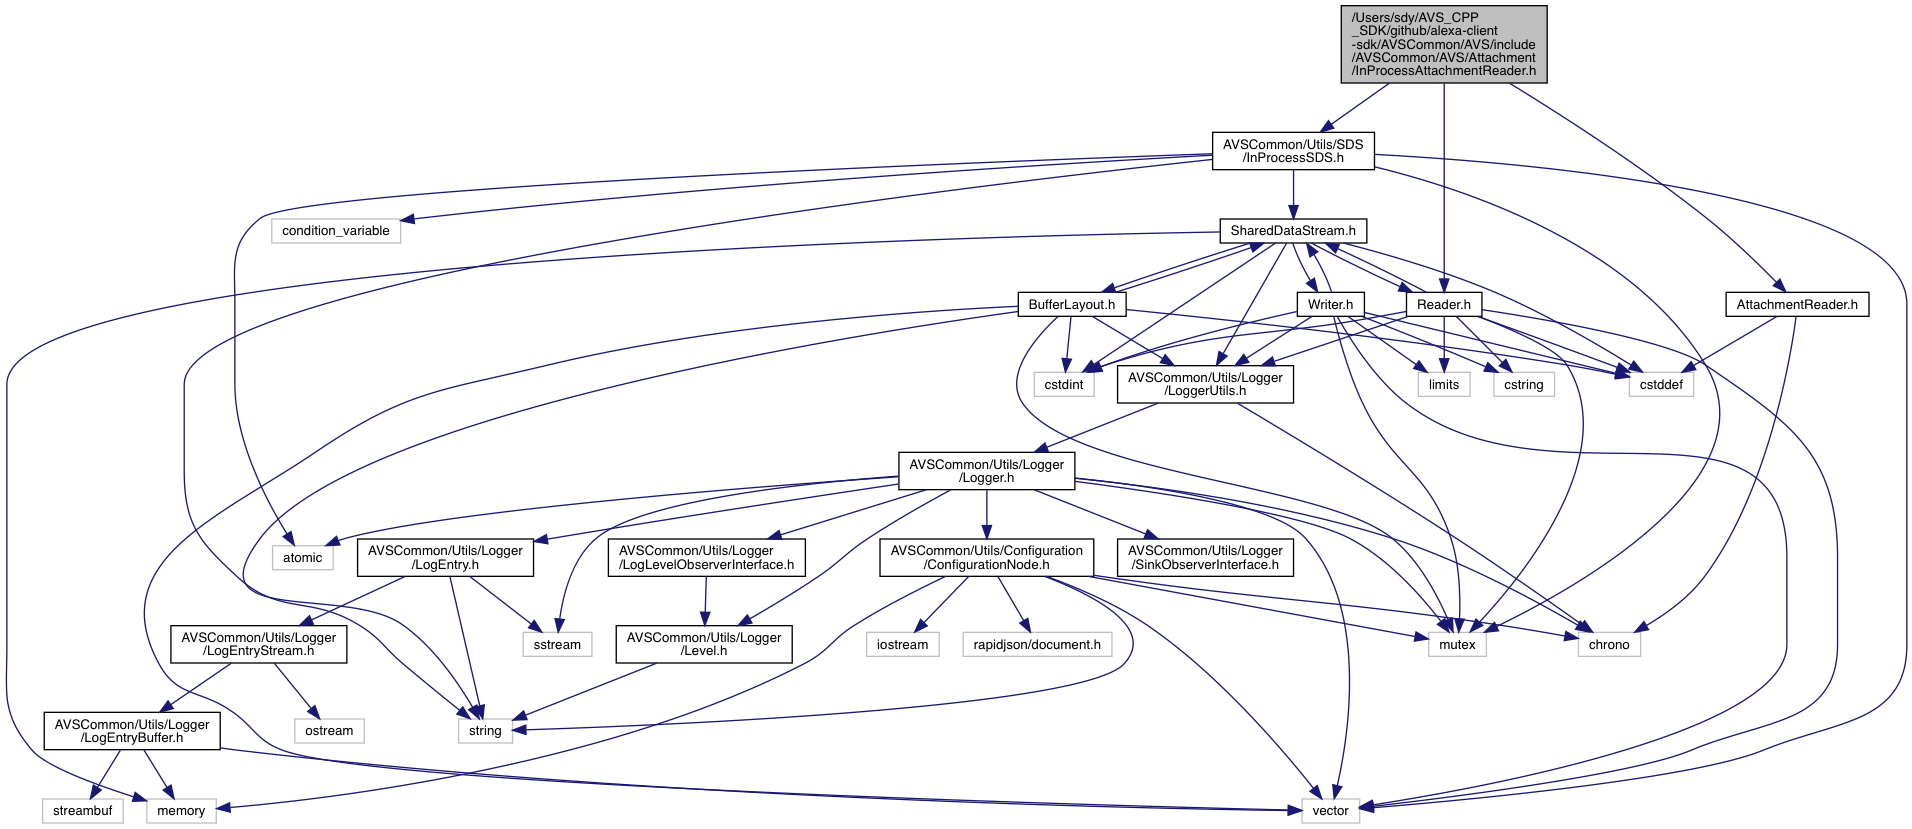 /Users/sdy/AVS_CPP
_SDK/github/alexa-client
-sdk/AVSCommon/AVS/include
/AVSCommon/AVS/Attachment
/InProcessAttachmentReader.h
AVSCommon/Utils/SDS
/InProcessSDS.h
condition_variable
SharedDataStream.h
BufferLayout.h
Writer.h
Reader.h
AttachmentReader.h
cstdint
AVSCommon/Utils/Logger
/LoggerUtils.h
limits
cstring
cstddef
AVSCommon/Utils/Logger
/Logger.h
atomic
AVSCommon/Utils/Logger
/LogEntry.h
AVSCommon/Utils/Logger
/LogLevelObserverInterface.h
AVSCommon/Utils/Configuration
/ConfigurationNode.h
AVSCommon/Utils/Logger
/SinkObserverInterface.h
AVSCommon/Utils/Logger
/LogEntryStream.h
sstream
AVSCommon/Utils/Logger
/Level.h
iostream
rapidjson/document.h
mutex
chrono
AVSCommon/Utils/Logger
/LogEntryBuffer.h
ostream
string
streambuf
memory
vector